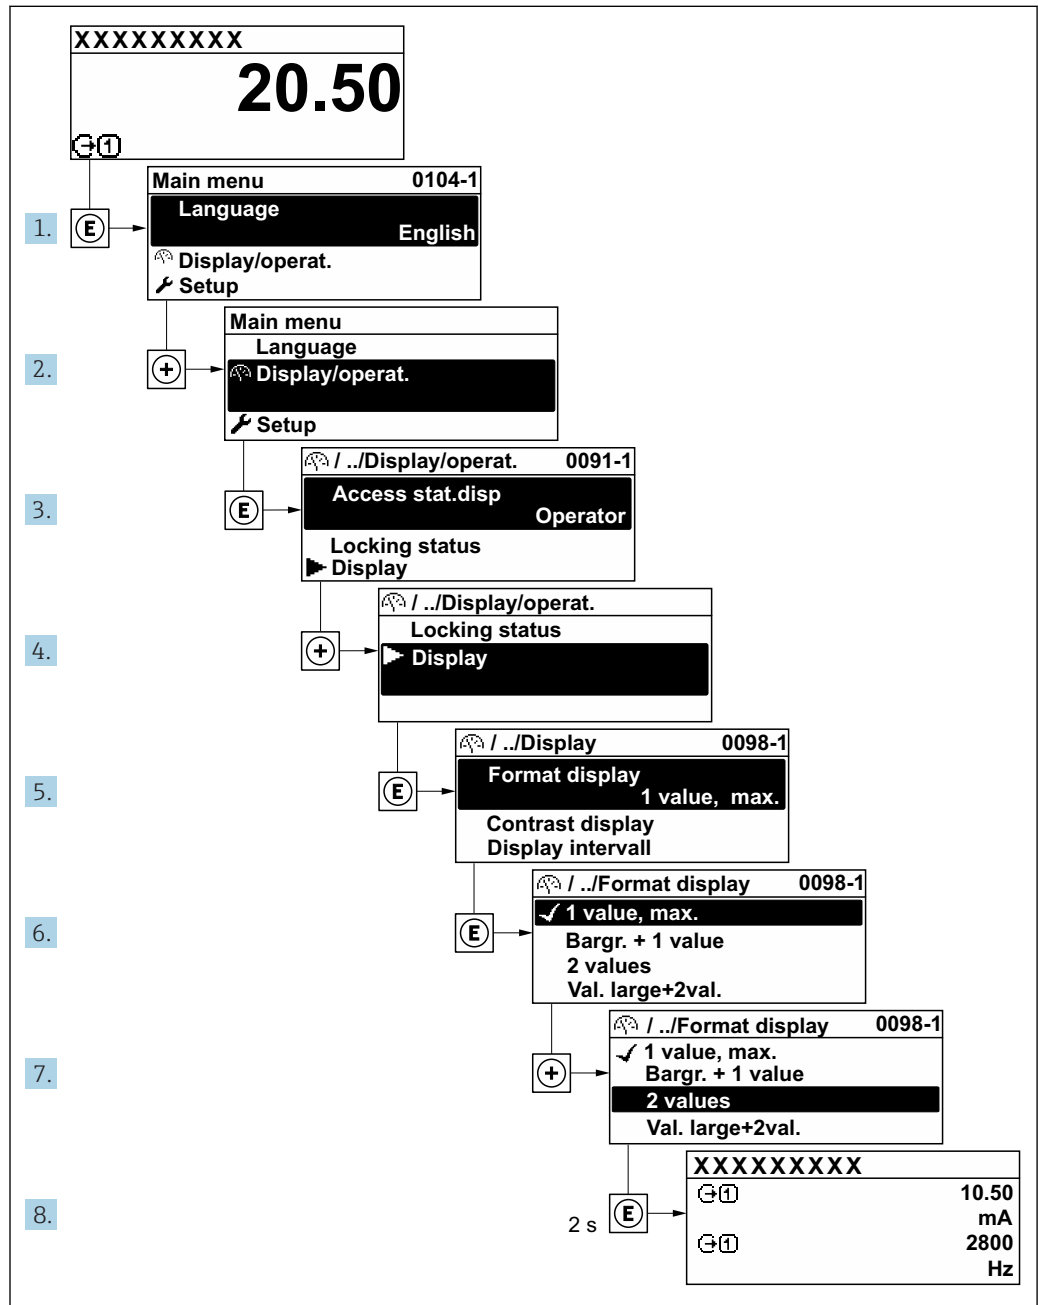 XXXXXXXXX
20.50
1
Main menu 0104-1
1. E Language
English
Display/operat.
Setup
Main menu
Language
2. + Display/operat.
Setup
/ ../Display/operat. 0091-1
3. E Access stat.disp
Operator
Locking status
Display
/ ../Display/operat.
Locking status
4. + Display
/ ../Display 0098-1
5. E Format display
1 value, max.
Contrast display
Display intervall
/ ../Format display 0098-1
6. E 1 value, max.
Bargr. + 1 value
2 values
Val. large+2val.
/ ../Format display 0098-1
1 value, max.
7. + Bargr. + 1 value
2 values
Val. large+2val.
XXXXXXXXX
1 10.50
8. 2 s E mA
1 2800
Hz